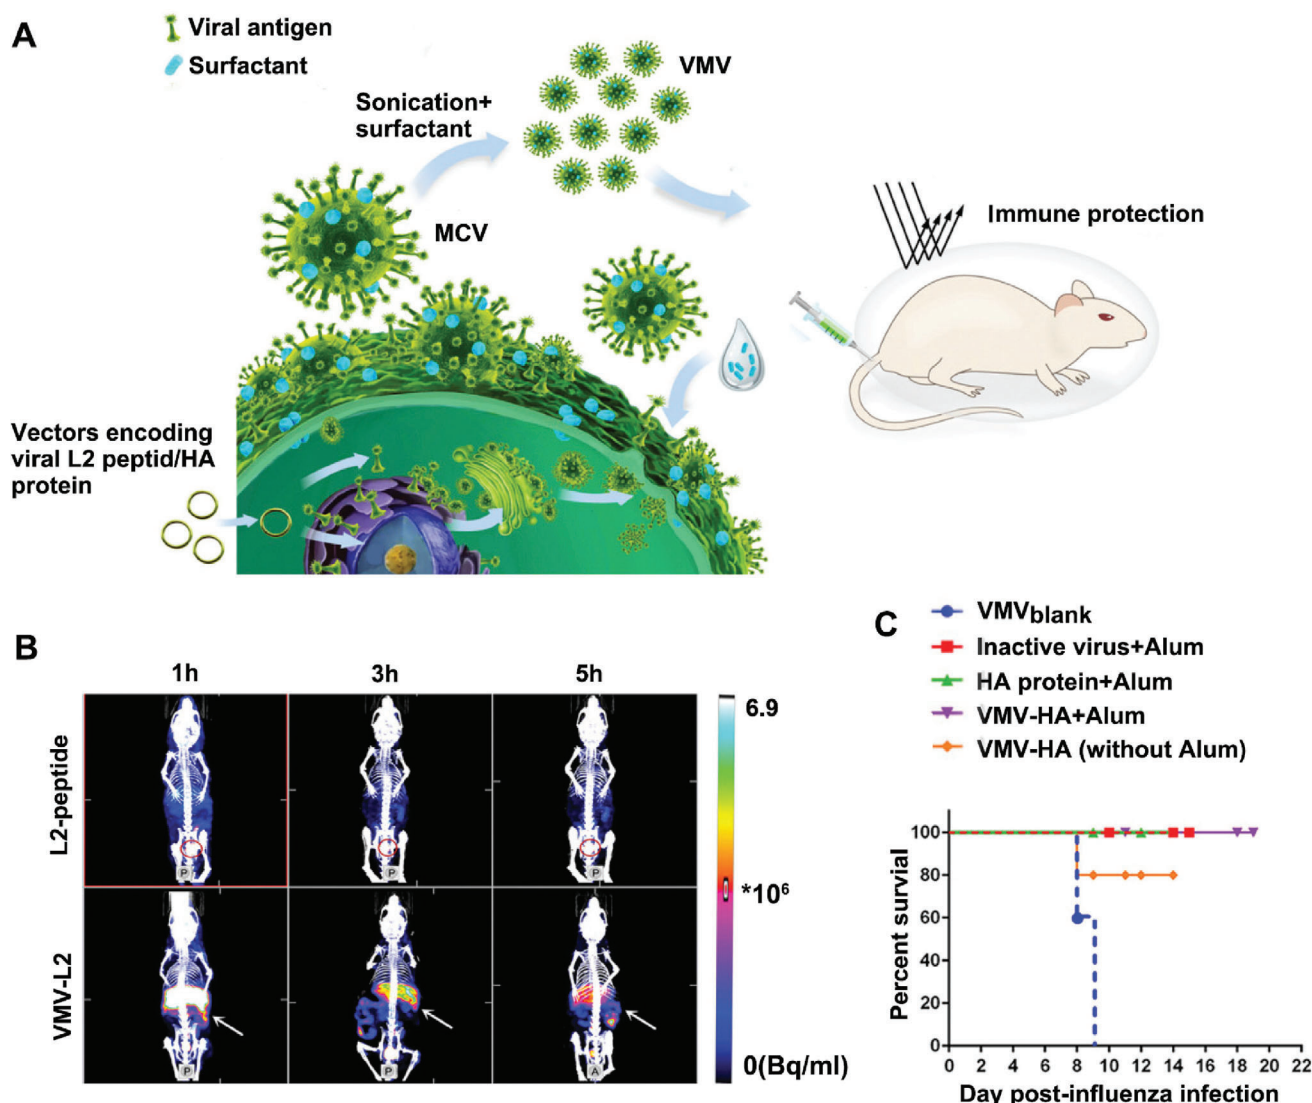 A
Viral antigen
Surfactant
Sonication+
surfactant
VMV
MCV
Immune protection
Vectors encoding
viral L2 peptid/HA
protein
B
1h
3h
5h
L2-peptide
P
P
P
VMV-L2
P
P
A
6.9
*10⁶
0(Bq/ml)
C
VMVblank
Inactive virus+Alum
HA protein+Alum
VMV-HA+Alum
VMV-HA (without Alum)
Percent survial
100
80
60
40
20
0
0 2 4 6 8 10 12 14 16 18 20 22
Day post-influenza infection